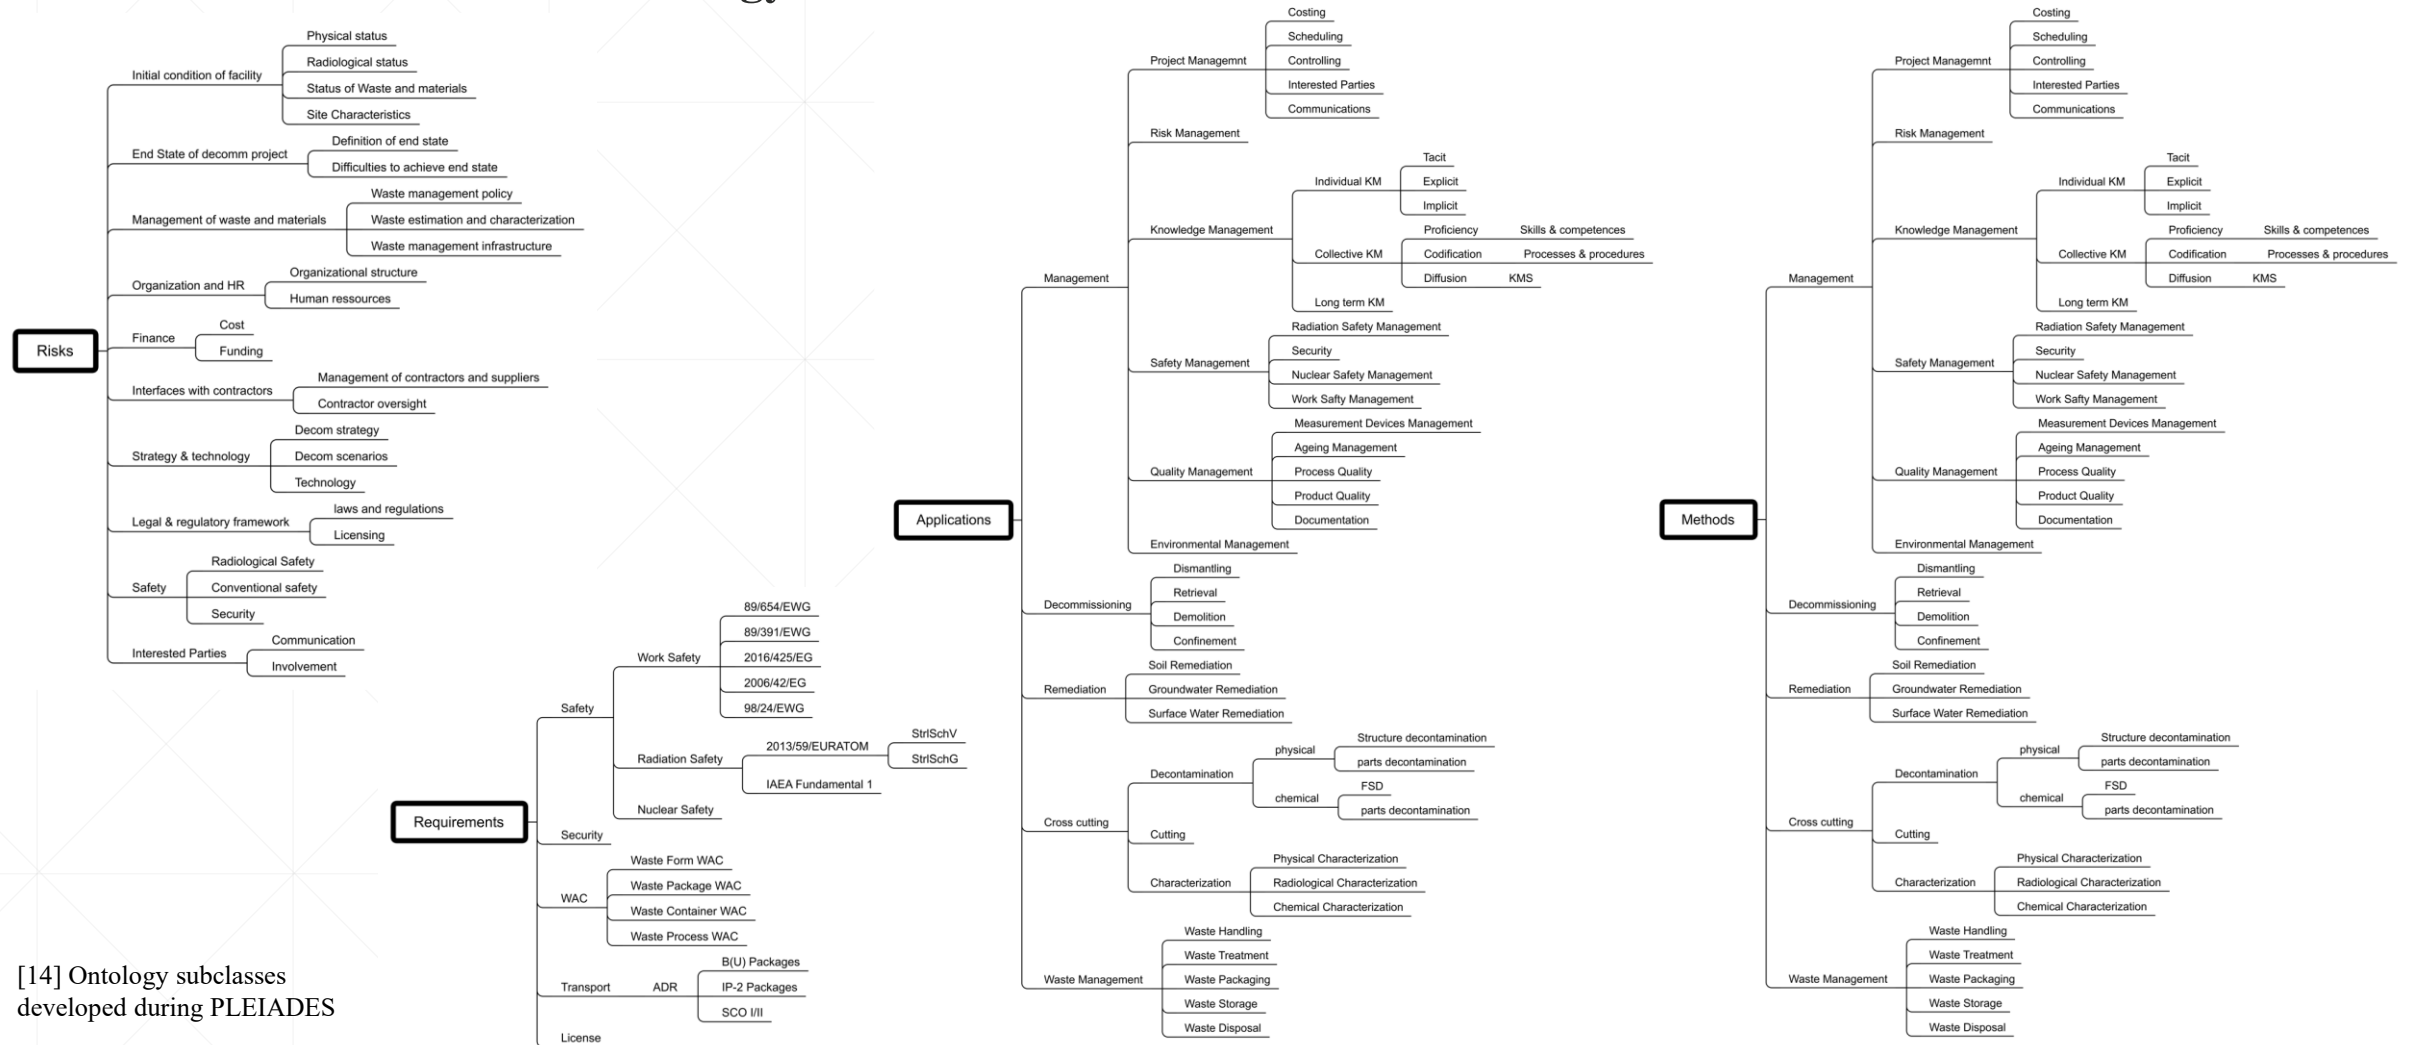 Risks
Initial condition of facility
Physical status
Radiological status
Status of Waste and materials
Site Characteristics
End State of decomm project
Definition of end state
Difficulties to achieve end state
Management of waste and materials
Waste management policy
Waste estimation and characterization
Waste management infrastructure
Organization and HR
Organizational structure
Human ressources
Finance
Cost
Funding
Interfaces with contractors
Management of contractors and suppliers
Contractor oversight
Strategy & technology
Decom strategy
Decom scenarios
Technology
Legal & regulatory framework
laws and regulations
Licensing
Safety
Radiological Safety
Conventional safety
Security
Interested Parties
Communication
Involvement
Requirements
Safety
Work Safety
89/654/EWG
89/391/EWG
2016/425/EG
2006/42/EG
98/24/EWG
Radiation Safety
2013/59/EURATOM
StrlSchV
StrlSchG
IAEA Fundamental 1
Nuclear Safety
Security
WAC
Waste Form WAC
Waste Package WAC
Waste Container WAC
Waste Process WAC
Transport
ADR
B(U) Packages
IP-2 Packages
SCO I/II
License
Applications
Management
Project Managemnt
Costing
Scheduling
Controlling
Interested Parties
Communications
Risk Management
Knowledge Management
Individual KM
Tacit
Explicit
Implicit
Collective KM
Proficiency
Skills & competences
Codification
Processes & procedures
Diffusion
KMS
Long term KM
Safety Management
Radiation Safety Management
Security
Nuclear Safety Management
Work Safty Management
Quality Management
Measurement Devices Management
Ageing Management
Process Quality
Product Quality
Documentation
Environmental Management
Decommissioning
Dismantling
Retrieval
Demolition
Confinement
Remediation
Soil Remediation
Groundwater Remediation
Surface Water Remediation
Cross cutting
Decontamination
physical
Structure decontamination
parts decontamination
chemical
FSD
parts decontamination
Cutting
Characterization
Physical Characterization
Radiological Characterization
Chemical Characterization
Waste Management
Waste Handling
Waste Treatment
Waste Packaging
Waste Storage
Waste Disposal
Methods
Management
Project Managemnt
Costing
Scheduling
Controlling
Interested Parties
Communications
Risk Management
Knowledge Management
Individual KM
Tacit
Explicit
Implicit
Collective KM
Proficiency
Skills & competences
Codification
Processes & procedures
Diffusion
KMS
Long term KM
Safety Management
Radiation Safety Management
Security
Nuclear Safety Management
Work Safty Management
Quality Management
Measurement Devices Management
Ageing Management
Process Quality
Product Quality
Documentation
Environmental Management
Decommissioning
Dismantling
Retrieval
Demolition
Confinement
Remediation
Soil Remediation
Groundwater Remediation
Surface Water Remediation
Cross cutting
Decontamination
physical
Structure decontamination
parts decontamination
chemical
FSD
parts decontamination
Cutting
Characterization
Physical Characterization
Radiological Characterization
Chemical Characterization
Waste Management
Waste Handling
Waste Treatment
Waste Packaging
Waste Storage
Waste Disposal
[14] Ontology subclasses
developed during PLEIADES